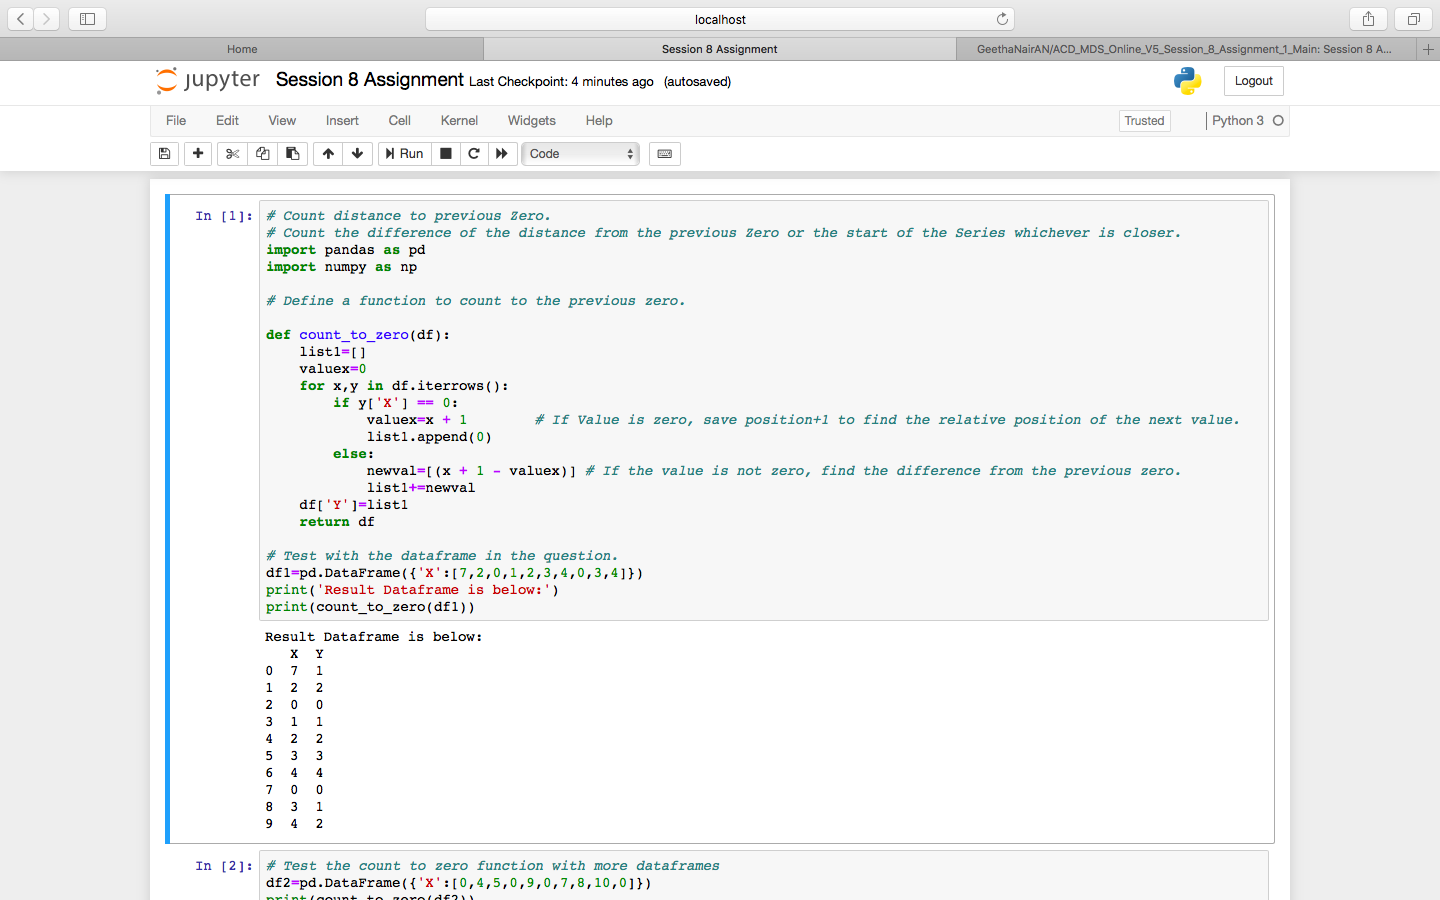 localhost
Home
Session 8 Assignment
GeethaNairAN/ACD_MDS_Online_V5_Session_8_Assignment_1_Main: Session 8 A...
jupyter Session 8 Assignment Last Checkpoint: 4 minutes ago (autosaved)
Logout
File Edit View Insert Cell Kernel Widgets Help
Trusted
Python 3
Run
Code
In [1]:
# Count distance to previous Zero.
# Count the difference of the distance from the previous Zero or the start of the Series whichever is closer.
import pandas as pd
import numpy as np
# Define a function to count to the previous zero.
def count_to_zero(df):
    list1=[]
    valuex=0
    for x,y in df.iterrows():
        if y['X'] == 0:
            valuex=x + 1        # If Value is zero, save position+1 to find the relative position of the next value.
            list1.append(0)
        else:
            newval=[(x + 1 - valuex)] # If the value is not zero, find the difference from the previous zero.
            list1+=newval
    df['Y']=list1
    return df
# Test with the dataframe in the question.
df1=pd.DataFrame({'X':[7,2,0,1,2,3,4,0,3,4]})
print('Result Dataframe is below:')
print(count_to_zero(df1))
Result Dataframe is below:
   X  Y
0  7  1
1  2  2
2  0  0
3  1  1
4  2  2
5  3  3
6  4  4
7  0  0
8  3  1
9  4  2
In [2]:
# Test the count to zero function with more dataframes
df2=pd.DataFrame({'X':[0,4,5,0,9,0,7,8,10,0]})
print(count_to_zero(df2))